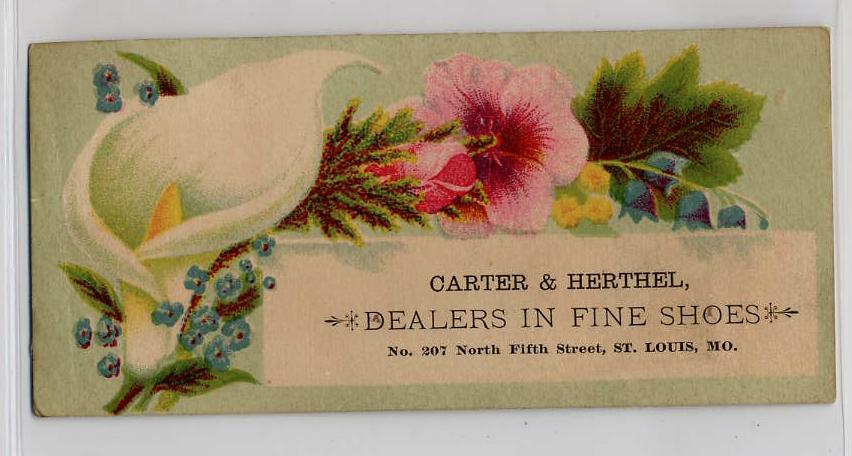 CARTER & HERTHEL,
DEALERS IN FINE SHOES
No. 207 North Fifth Street, ST. LOUIS, MO.